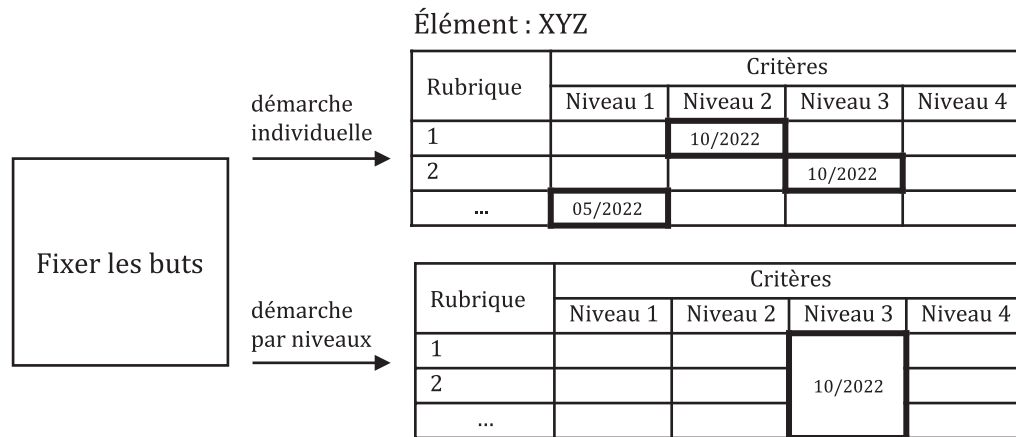 Élément : XYZ
Rubrique
Critères
Niveau 1 Niveau 2 Niveau 3 Niveau 4
1 10/2022
2 10/2022
... 05/2022
démarche
individuelle
Fixer les buts
démarche
par niveaux
Rubrique
Critères
Niveau 1 Niveau 2 Niveau 3 Niveau 4
1
2 10/2022
...